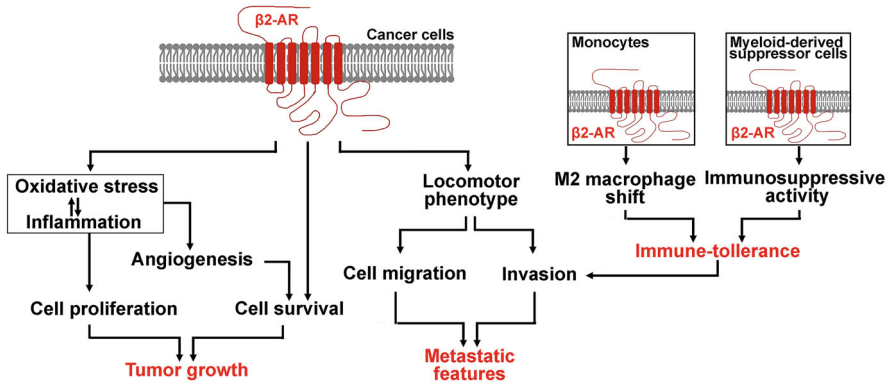 β2-AR
Cancer cells
Monocytes
Myeloid-derived
suppressor cells
β2-AR
β2-AR
Oxidative stress
Inflammation
Locomotor
phenotype
M2 macrophage
shift
Immunosuppressive
activity
Angiogenesis
Cell migration
Invasion
Immune-tollerance
Cell proliferation
Cell survival
Tumor growth
Metastatic
features